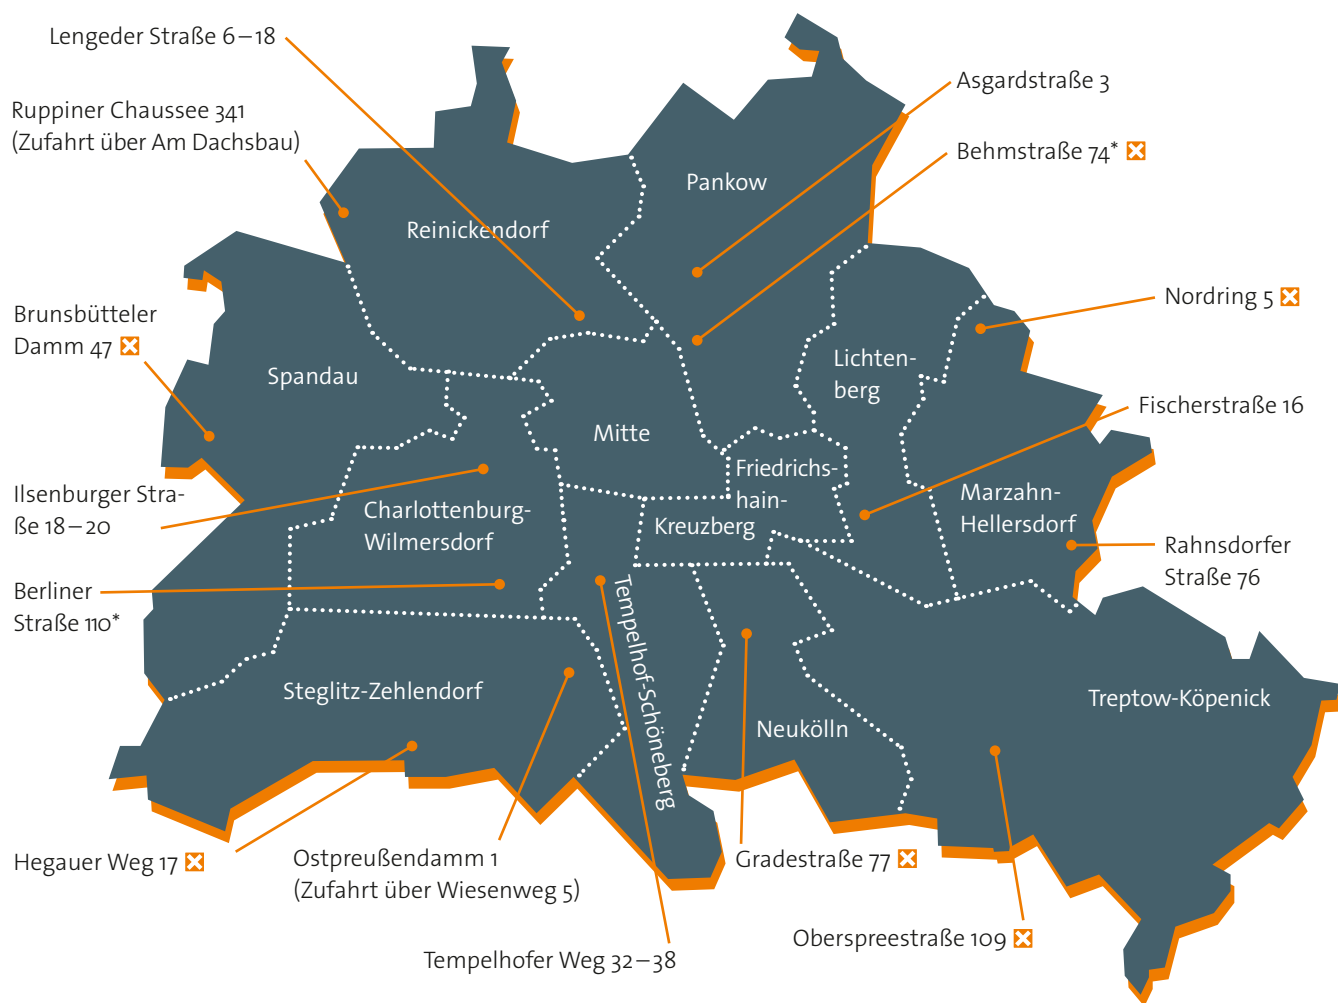 Lengeder Straße 6–18
Ruppiner Chaussee 341
(Zufahrt über Am Dachsbau)
Asgardstraße 3
Behmstraße 74*
Pankow
Reinickendorf
Nordring 5
Brunsbütteler
Damm 47
Spandau
Lichten-
berg
Fischerstraße 16
Mitte
Friedrichs-
hain-
Kreuzberg
Marzahn-
Hellersdorf
Ilsenburger Stra-
ße 18–20
Charlottenburg-
Wilmersdorf
Rahnsdorfer
Straße 76
Berliner
Straße 110*
Tempelhof-Schöneberg
Steglitz-Zehlendorf
Neukölln
Treptow-Köpenick
Hegauer Weg 17
Ostpreußendamm 1
(Zufahrt über Wiesenweg 5)
Gradestraße 77
Oberspreestraße 109
Tempelhofer Weg 32–38